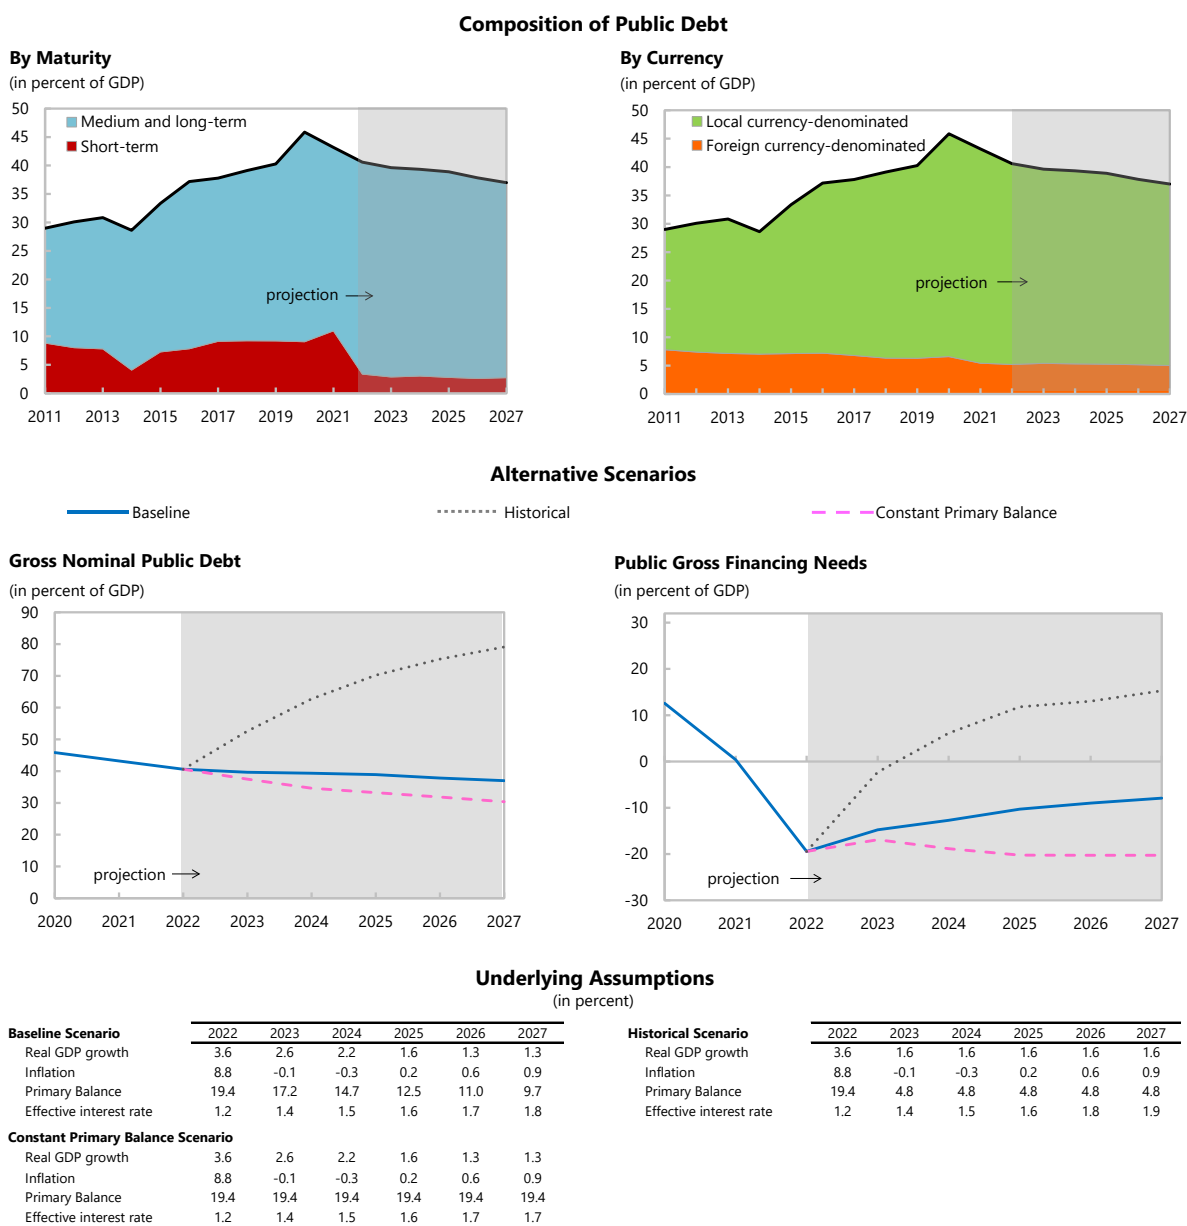 Composition of Public Debt
By Maturity
(in percent of GDP)
50
45
40
35
30
25
20
15
10
5
0
Medium and long-term
Short-term
projection
2011 2013 2015 2017 2019 2021 2023 2025 2027
By Currency
(in percent of GDP)
50
45
40
35
30
25
20
15
10
5
0
Local currency-denominated
Foreign currency-denominated
projection
2011 2013 2015 2017 2019 2021 2023 2025 2027
Alternative Scenarios
Baseline Historical Constant Primary Balance
Gross Nominal Public Debt
(in percent of GDP)
90
80
70
60
50
40
30
20
10
0
projection
2020 2021 2022 2023 2024 2025 2026 2027
Public Gross Financing Needs
(in percent of GDP)
30
20
10
0
-10
-20
-30
projection
2020 2021 2022 2023 2024 2025 2026 2027
Underlying Assumptions
(in percent)
Baseline Scenario 2022 2023 2024 2025 2026 2027
Real GDP growth 3.6 2.6 2.2 1.6 1.3 1.3
Inflation 8.8 -0.1 -0.3 0.2 0.6 0.9
Primary Balance 19.4 17.2 14.7 12.5 11.0 9.7
Effective interest rate 1.2 1.4 1.5 1.6 1.7 1.8
Constant Primary Balance Scenario
Real GDP growth 3.6 2.6 2.2 1.6 1.3 1.3
Inflation 8.8 -0.1 -0.3 0.2 0.6 0.9
Primary Balance 19.4 19.4 19.4 19.4 19.4 19.4
Effective interest rate 1.2 1.4 1.5 1.6 1.7 1.7
Historical Scenario 2022 2023 2024 2025 2026 2027
Real GDP growth 3.6 1.6 1.6 1.6 1.6 1.6
Inflation 8.8 -0.1 -0.3 0.2 0.6 0.9
Primary Balance 19.4 4.8 4.8 4.8 4.8 4.8
Effective interest rate 1.2 1.4 1.5 1.6 1.8 1.9